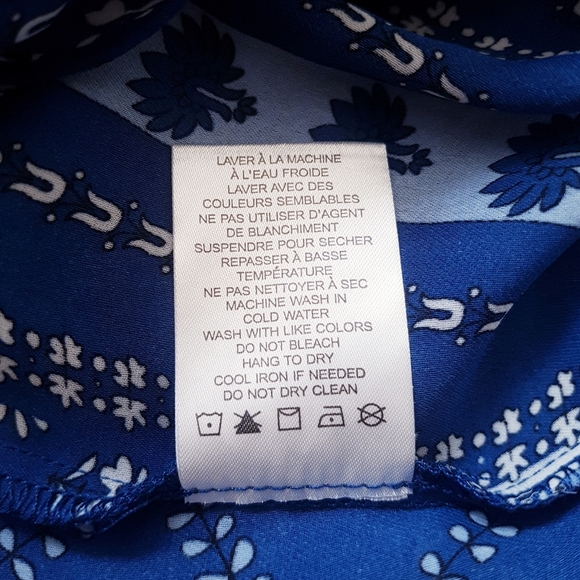 LAVER À LA MACHINE
À L'EAU FROIDE
LAVER AVEC DES
COULEURS SEMBLABLES
NE PAS UTILISER D'AGENT
DE BLANCHIMENT
SUSPENDRE POUR SECHER
REPASSER À BASSE
TEMPÉRATURE
NE PAS NETTOYER À SEC
MACHINE WASH IN
COLD WATER
WASH WITH LIKE COLORS
DO NOT BLEACH
HANG TO DRY
COOL IRON IF NEEDED
DO NOT DRY CLEAN